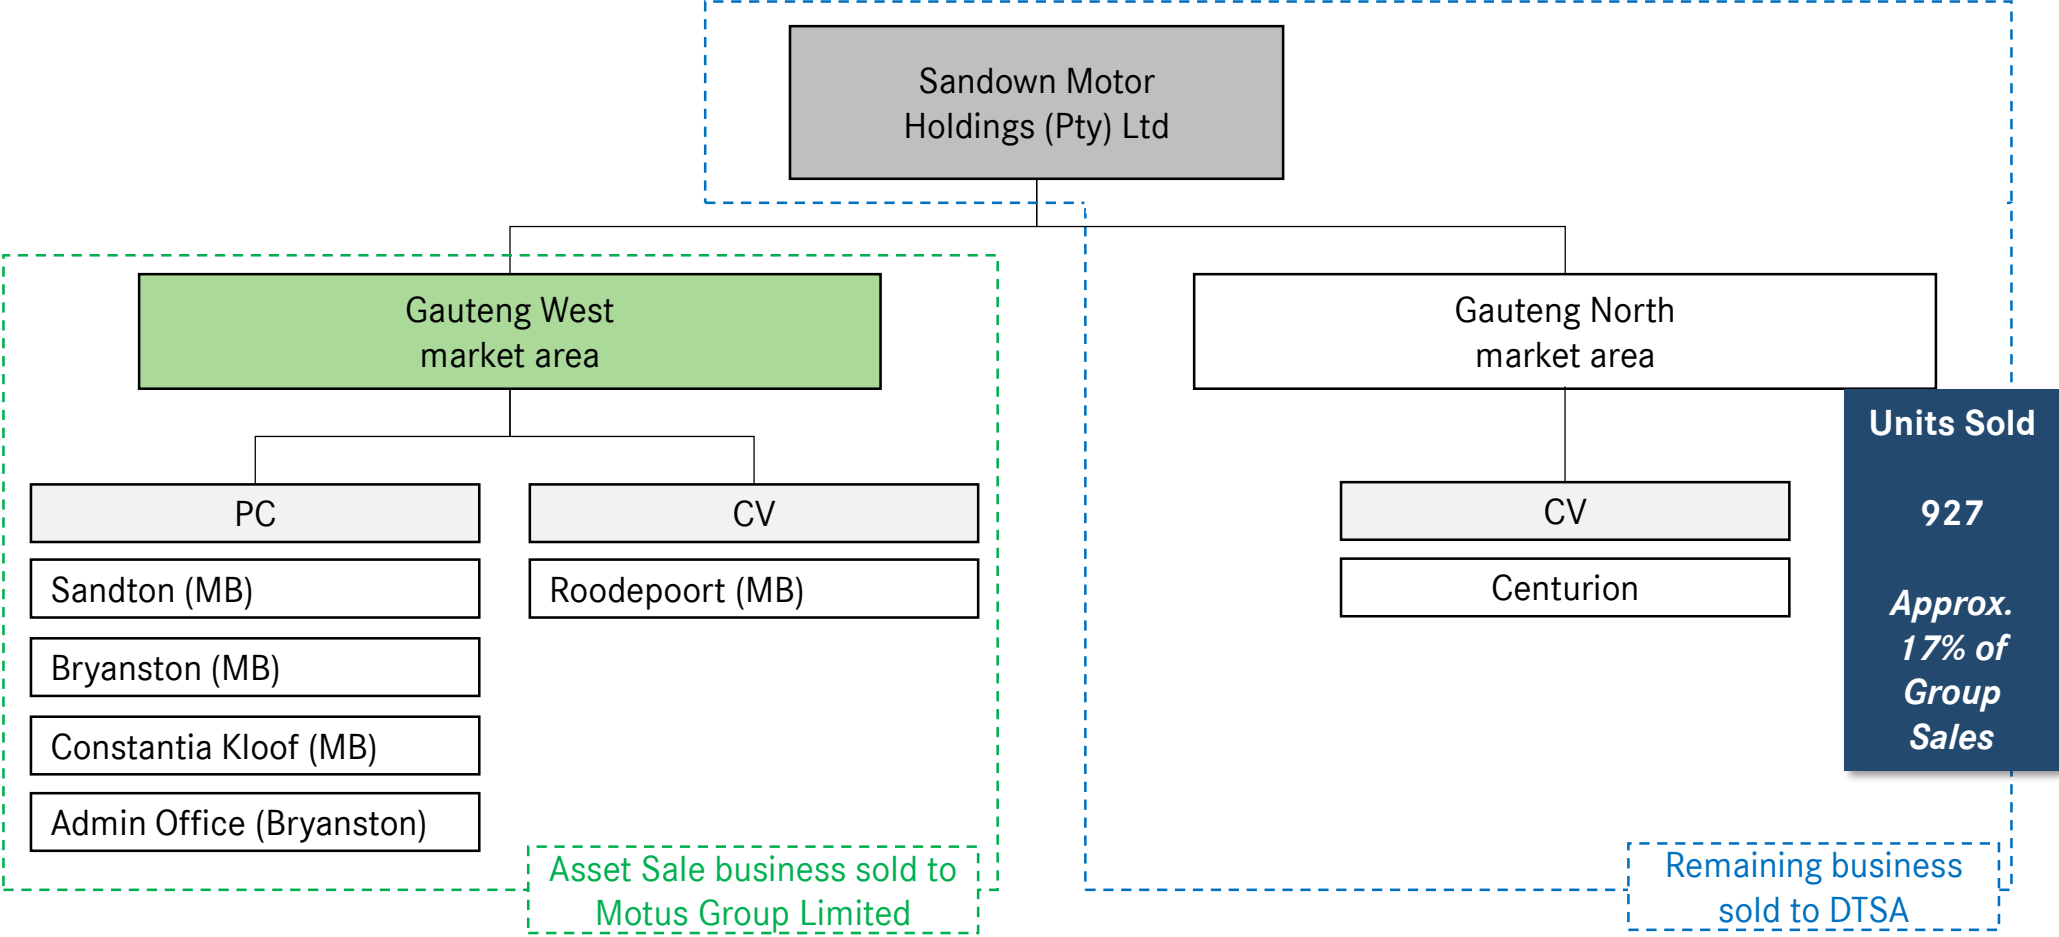 Sandown Motor
Holdings (Pty) Ltd
Gauteng West
market area
Gauteng North
market area
PC
Sandton (MB)
Bryanston (MB)
Constantia Kloof (MB)
Admin Office (Bryanston)
CV
Roodepoort (MB)
CV
Centurion
Units Sold
927
Approx.
17% of
Group
Sales
Asset Sale business sold to
Motus Group Limited
Remaining business
sold to DTSA